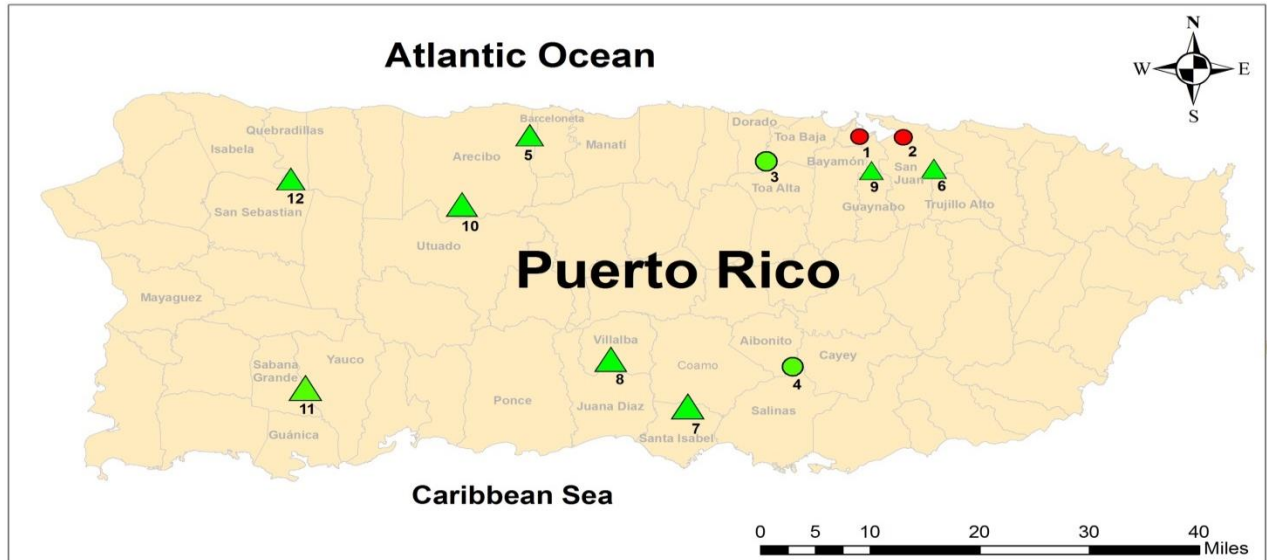 Atlantic Ocean
N
W E
S
Quebradillas
Isabela
12
San Sebastian
Barceloneta
5
Arecibo
Manatí
10
Utuado
Dorado
Toa Baja
3
Toa Alta
1
2
Bayamón
San
Juan
9
6
Guaynabo
Trujillo Alto
Puerto Rico
Mayaguez
Sabana
Grande
Yauco
11
Guánica
Ponce
Villalba
8
Juana Diaz
Coamo
7
Santa Isabel
Aibonito
Cayey
4
Salinas
Caribbean Sea
0 5 10 20 30 40
Miles